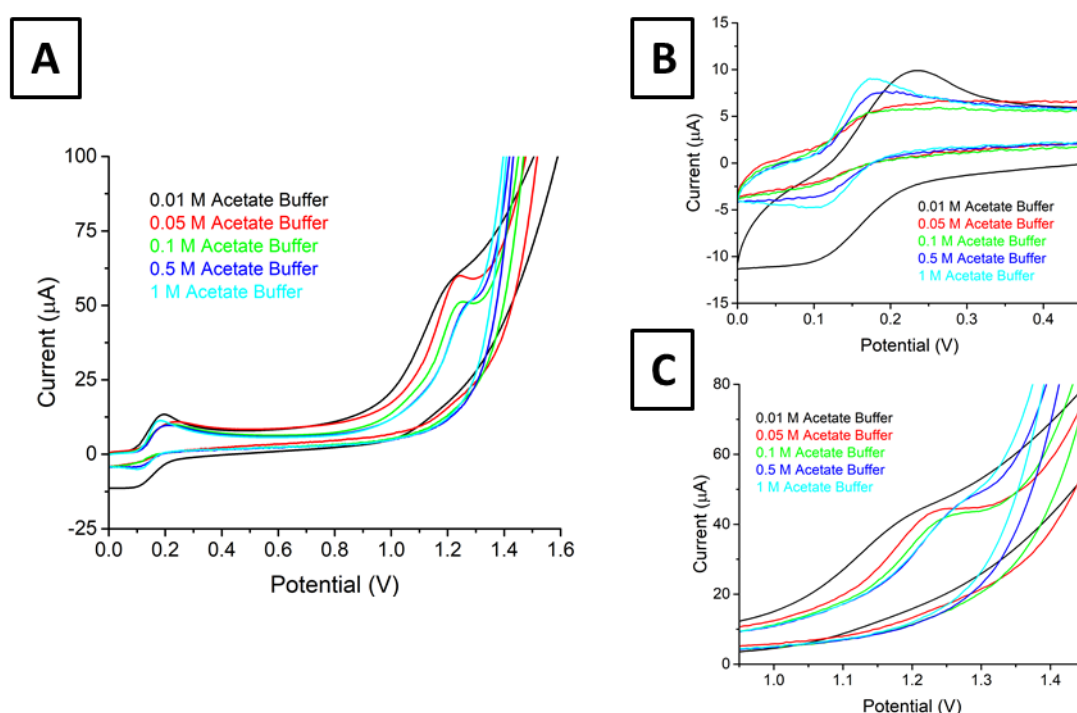 A
100
75
50
25
0
-25
Current (µA)
0.01 M Acetate Buffer
0.05 M Acetate Buffer
0.1 M Acetate Buffer
0.5 M Acetate Buffer
1 M Acetate Buffer
0.0 0.2 0.4 0.6 0.8 1.0 1.2 1.4 1.6
Potential (V)
B
15
10
5
0
-5
-10
-15
Current (µA)
0.01 M Acetate Buffer
0.05 M Acetate Buffer
0.1 M Acetate Buffer
0.5 M Acetate Buffer
1 M Acetate Buffer
0.0 0.1 0.2 0.3 0.4
Potential (V)
C
80
60
40
20
0
Current (µA)
0.01 M Acetate Buffer
0.05 M Acetate Buffer
0.1 M Acetate Buffer
0.5 M Acetate Buffer
1 M Acetate Buffer
1.0 1.1 1.2 1.3 1.4
Potential (V)